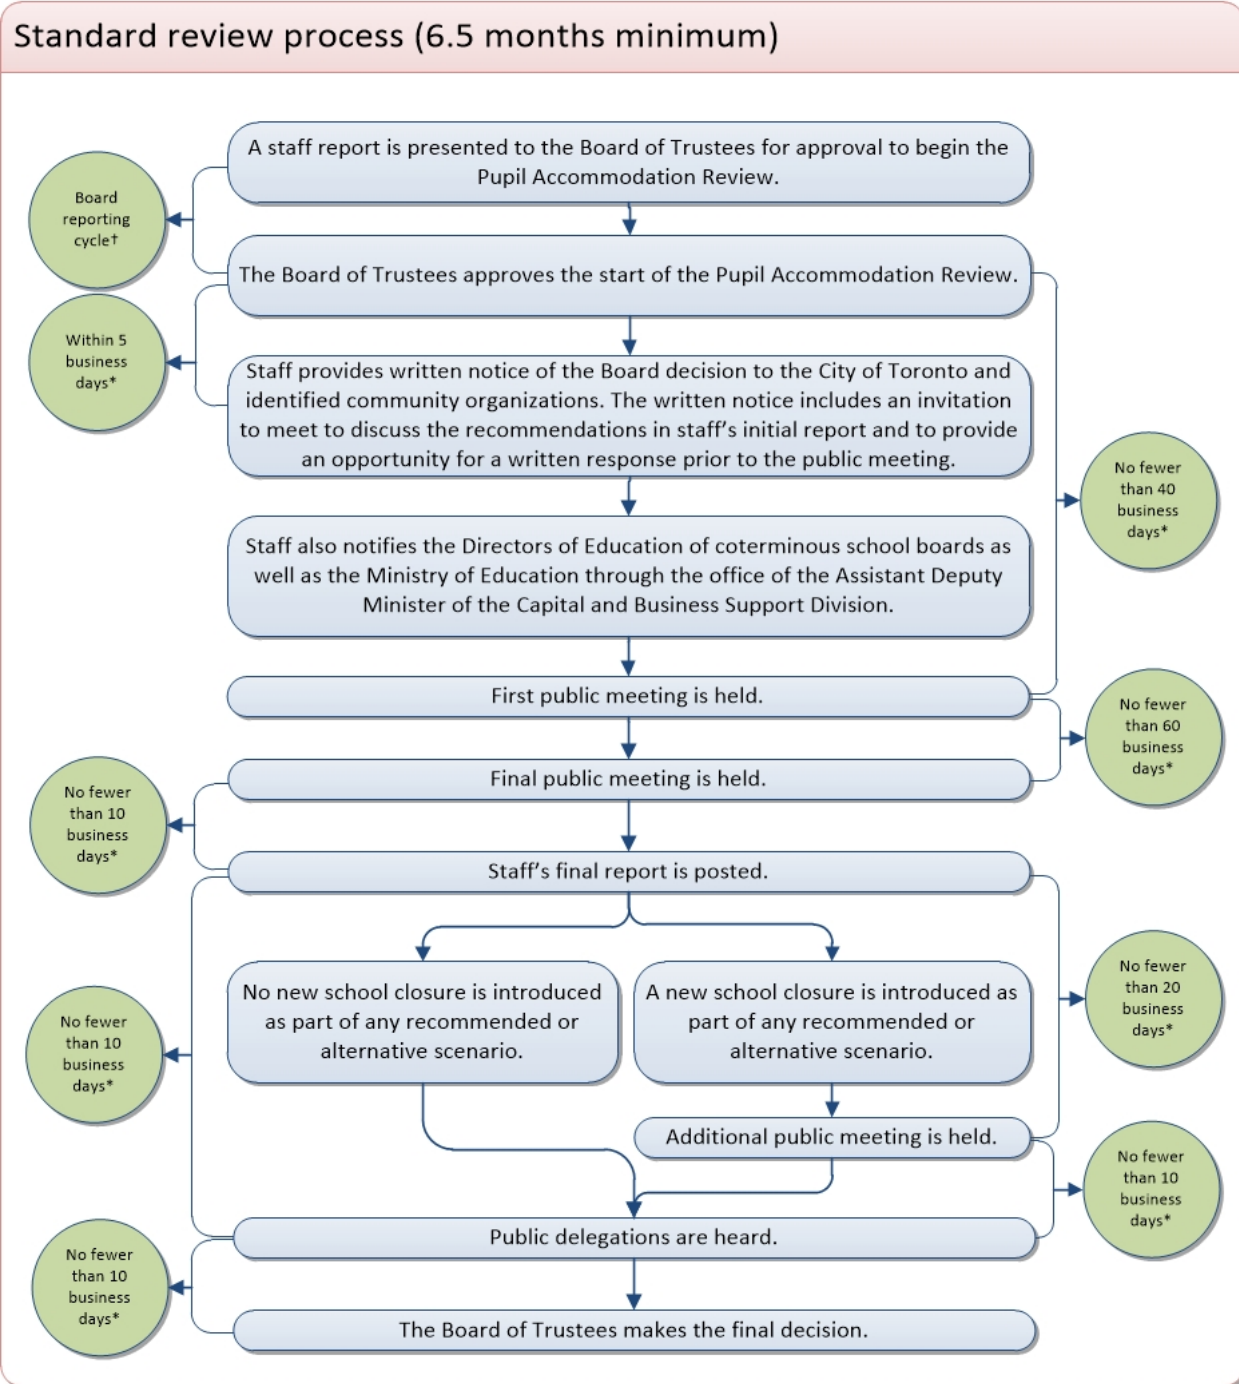 Standard review process (6.5 months minimum)
A staff report is presented to the Board of Trustees for approval to begin the
Pupil Accommodation Review.
Board
reporting
cycle†
The Board of Trustees approves the start of the Pupil Accommodation Review.
Within 5
business
days*
Staff provides written notice of the Board decision to the City of Toronto and
identified community organizations. The written notice includes an invitation
to meet to discuss the recommendations in staff’s initial report and to provide
an opportunity for a written response prior to the public meeting.
No fewer
than 40
business
days*
Staff also notifies the Directors of Education of coterminous school boards as
well as the Ministry of Education through the office of the Assistant Deputy
Minister of the Capital and Business Support Division.
First public meeting is held.
No fewer
than 60
business
days*
Final public meeting is held.
No fewer
than 10
business
days*
Staff’s final report is posted.
No new school closure is introduced
as part of any recommended or
alternative scenario.
A new school closure is introduced as
part of any recommended or
alternative scenario.
No fewer
than 20
business
days*
No fewer
than 10
business
days*
Additional public meeting is held.
No fewer
than 10
business
days*
Public delegations are heard.
No fewer
than 10
business
days*
The Board of Trustees makes the final decision.